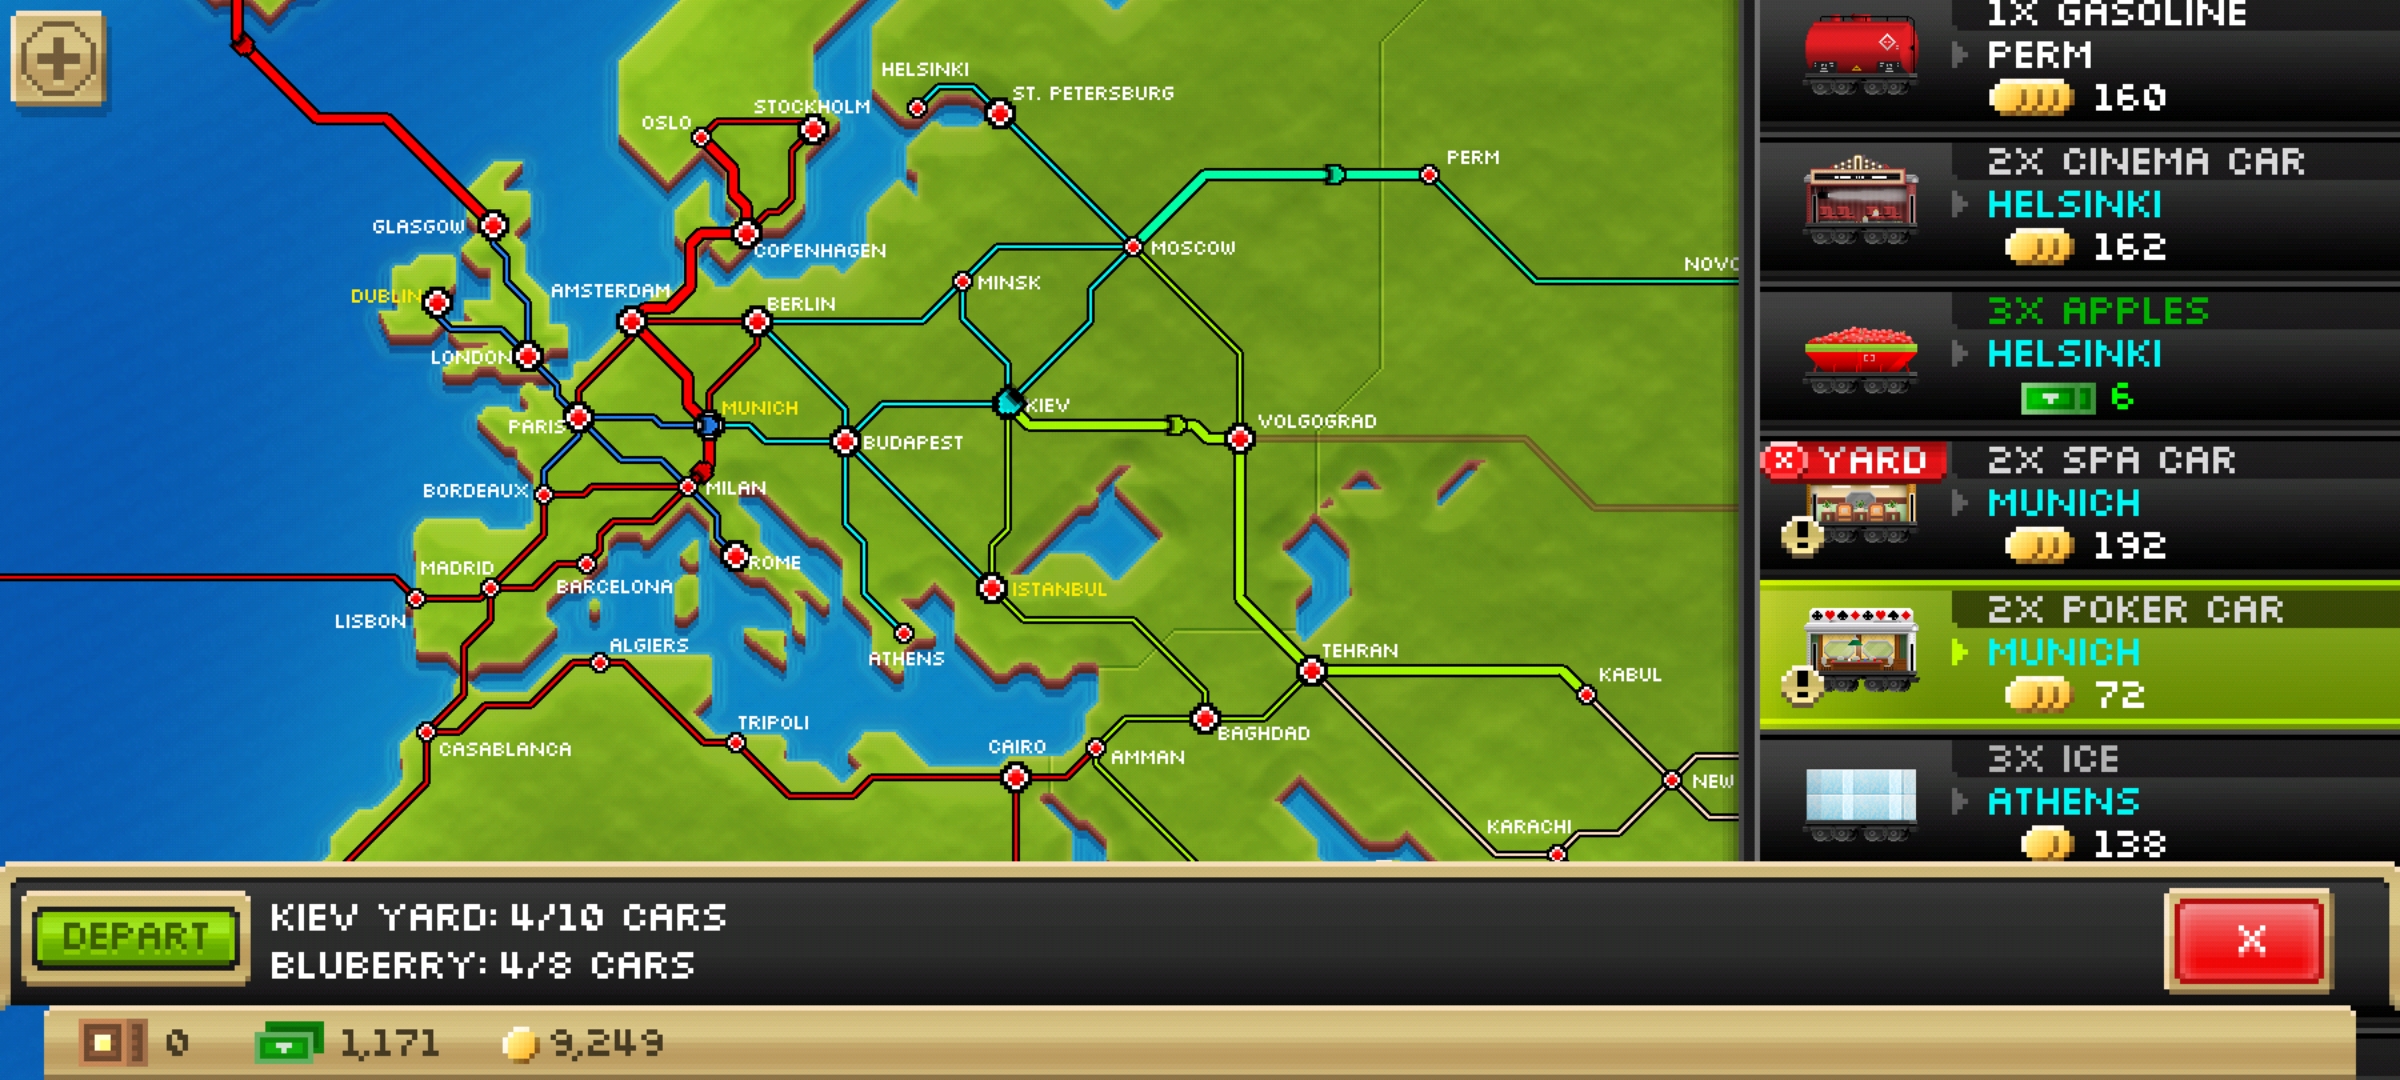 HELSINKI
ST. PETERSBURG
STOCKHOLM
OSLO
PERM
GLASGOW
COPENHAGEN
MOSCOW
MINSK
DUBLIN
AMSTERDAM
BERLIN
LONDON
MUNICH
KIEV
PARIS
BUDAPEST
VOLGOGRAD
BORDEAUX
MILAN
MADRID
BARCELONA
ROME
ISTANBUL
LISBON
ALGIERS
ATHENS
TEHRAN
KABUL
CASABLANCA
TRIPOLI
CAIRO
BAGHDAD
AMMAN
NEW
KARACHI
NOVO
1X GASOLINE
PERM
160
2X CINEMA CAR
HELSINKI
162
3X APPLES
HELSINKI
6
YARD
2X SPA CAR
MUNICH
192
2X POKER CAR
MUNICH
72
3X ICE
ATHENS
138
DEPART
KIEV YARD: 4/10 CARS
BLUBERRY: 4/8 CARS
X
0
1,171
9,249